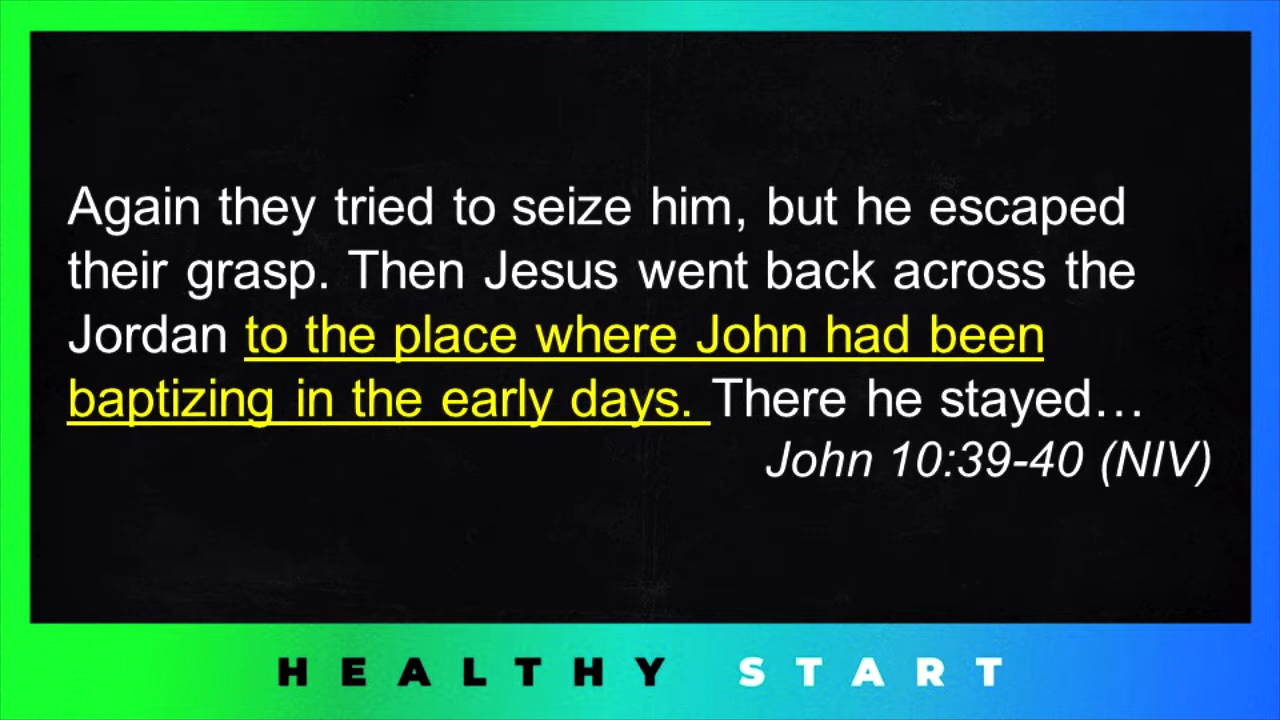 Again they tried to seize him, but he escaped
their grasp. Then Jesus went back across the
Jordan to the place where John had been
baptizing in the early days. There he stayed…
John 10:39-40 (NIV)
HEALTHY START